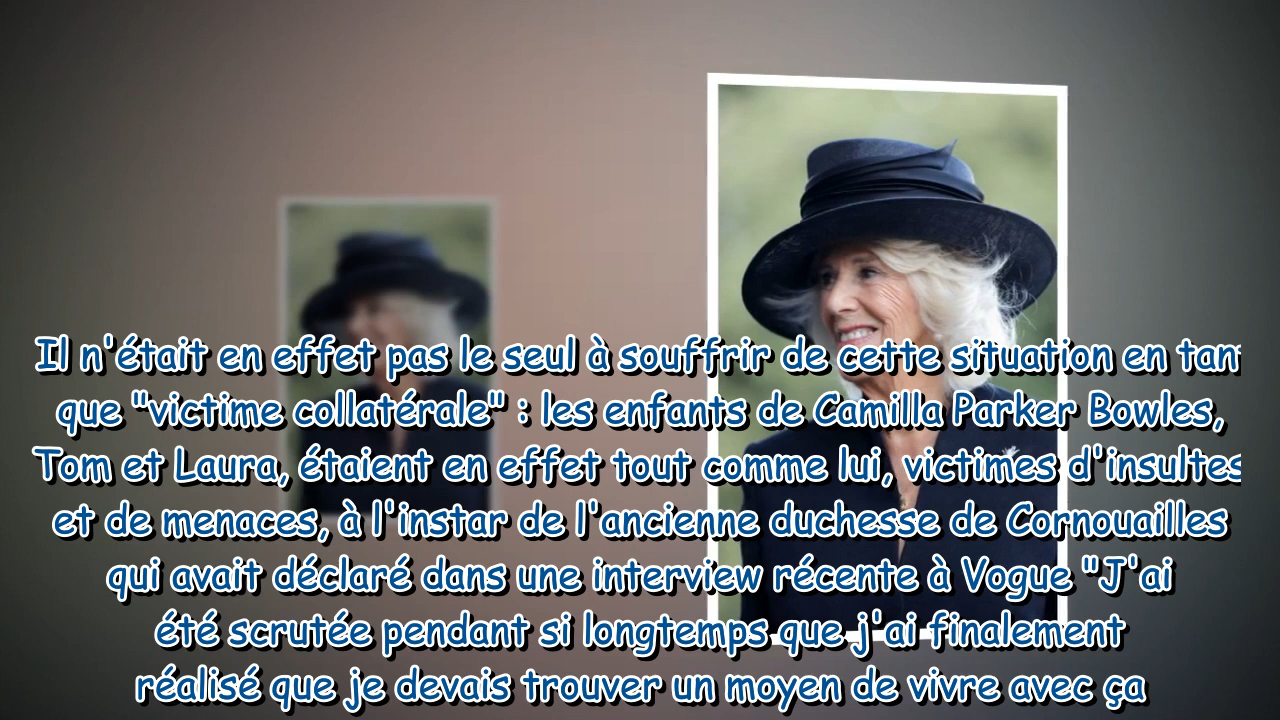 Il n'était en effet pas le seul à souffrir de cette situation en tant
que "victime collatérale" : les enfants de Camilla Parker Bowles,
Tom et Laura, étaient en effet tout comme lui, victimes d'insultes
et de menaces, à l'instar de l'ancienne duchesse de Cornouailles
qui avait déclaré dans une interview récente à Vogue "J'ai
été scrutée pendant si longtemps que j'ai finalement
réalisé que je devais trouver un moyen de vivre avec ça